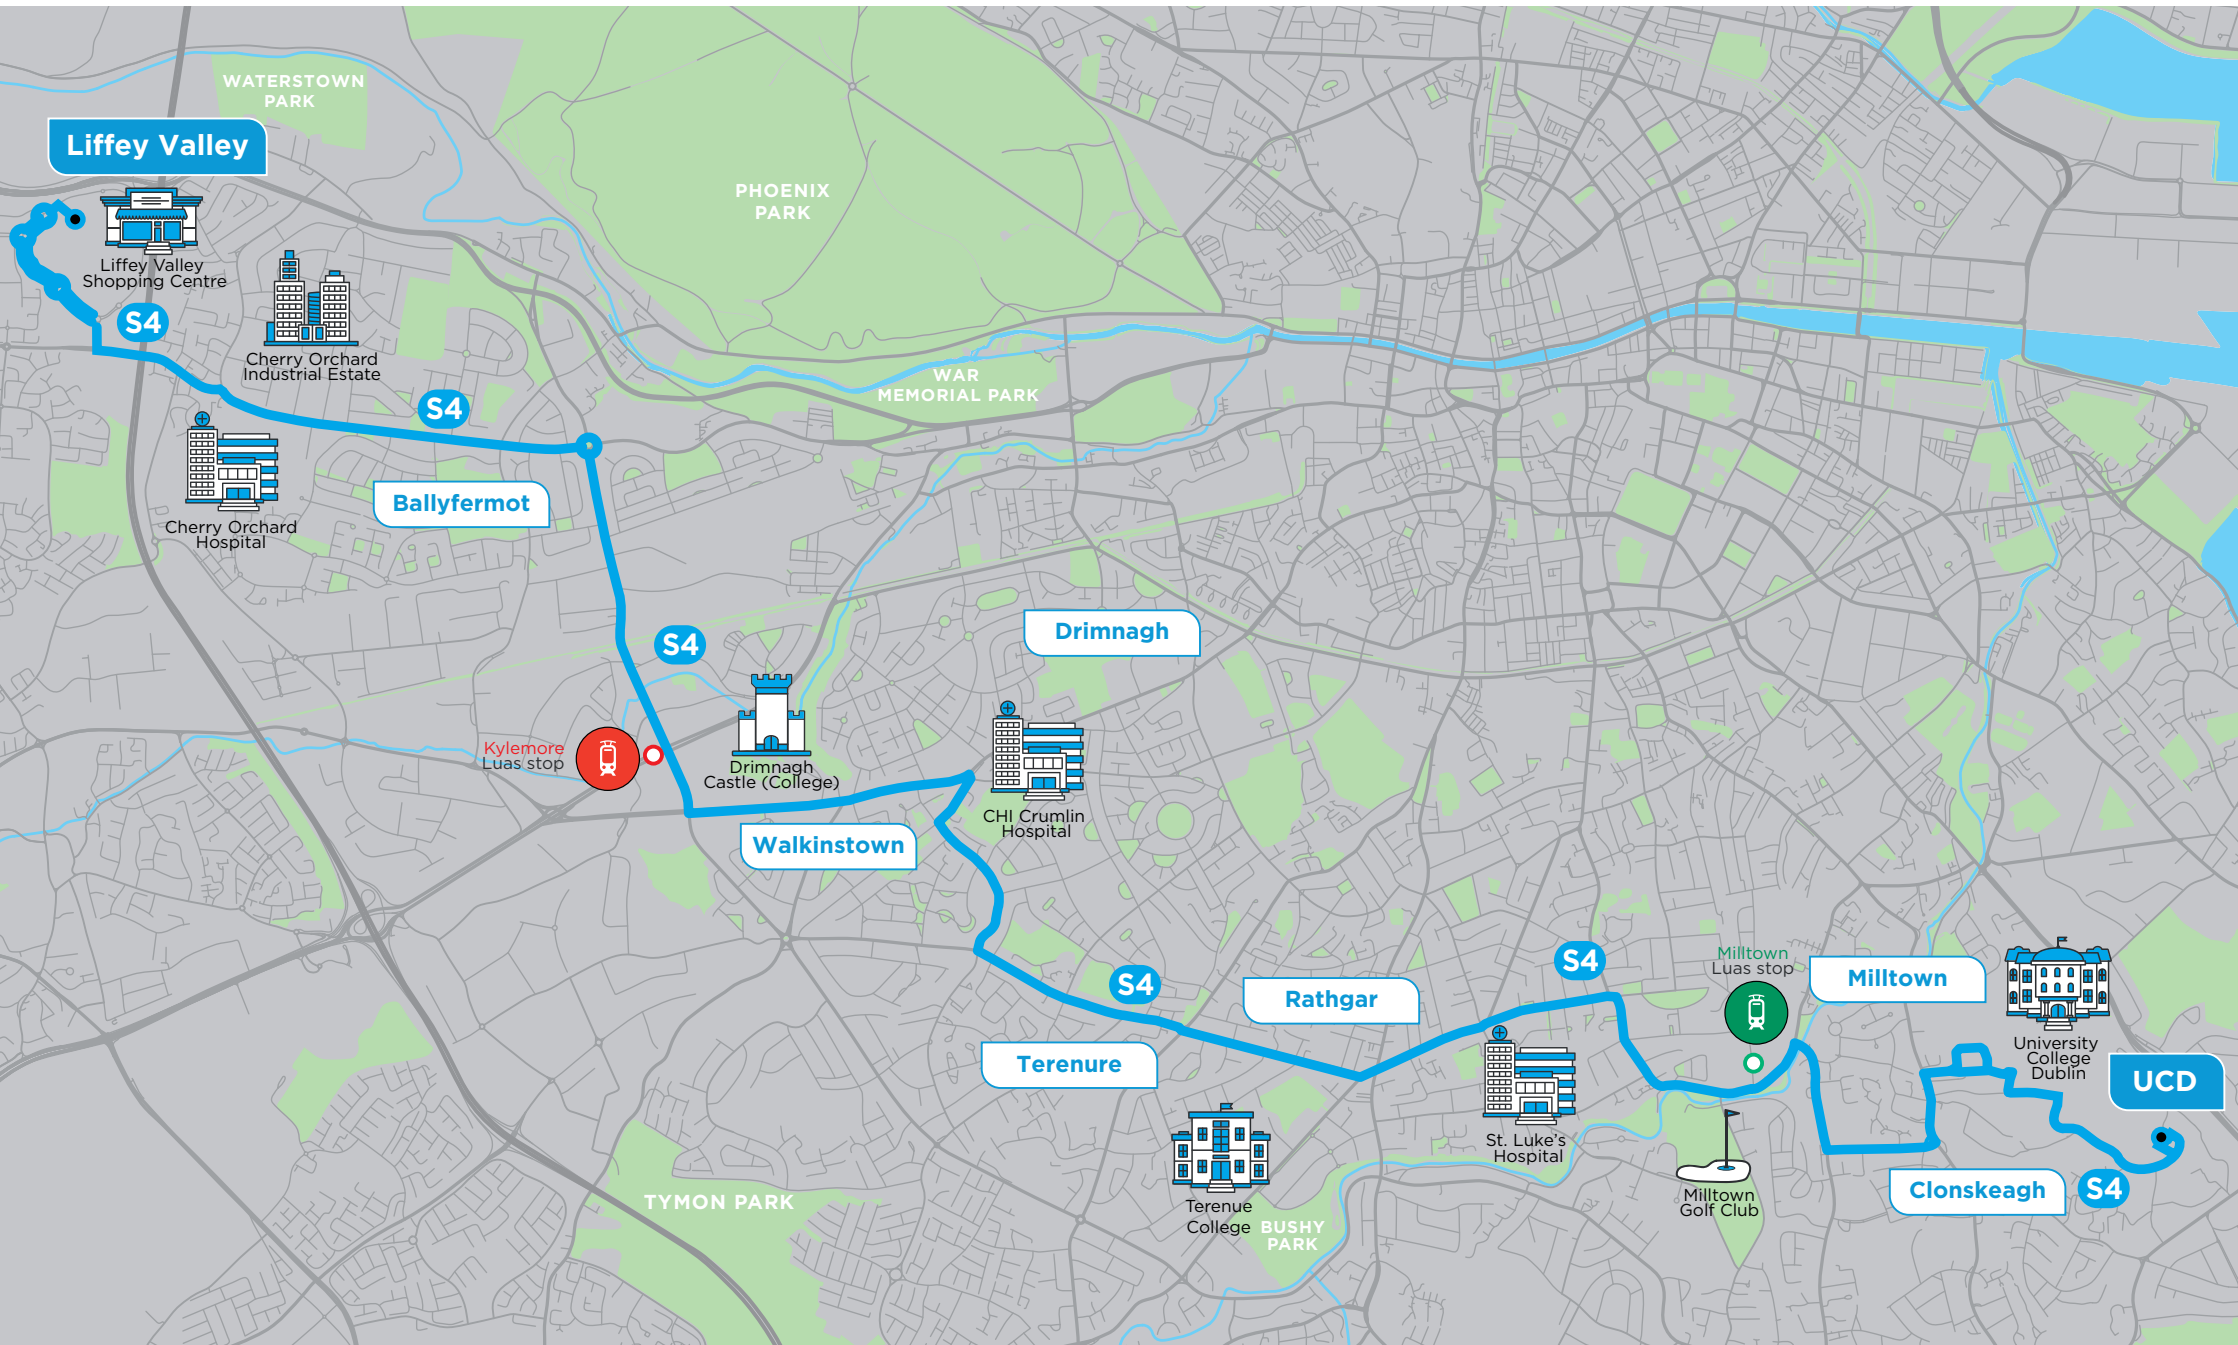 WATERSTOWN
PARK
Liffey Valley
PHOENIX
PARK
Liffey Valley
Shopping Centre
S4
Cherry Orchard
Industrial Estate
WAR
MEMORIAL PARK
S4
Cherry Orchard
Hospital
Ballyfermot
Drimnagh
S4
Kylemore
Luas stop
Drimnagh
Castle (College)
CHI Crumlin
Hospital
Walkinstown
S4
Rathgar
S4
Milltown
Luas stop
Milltown
Terenure
University
College
Dublin
UCD
St. Luke's
Hospital
Terenue
College
BUSHY
PARK
TYMON PARK
Milltown
Golf Club
Clonskeagh
S4